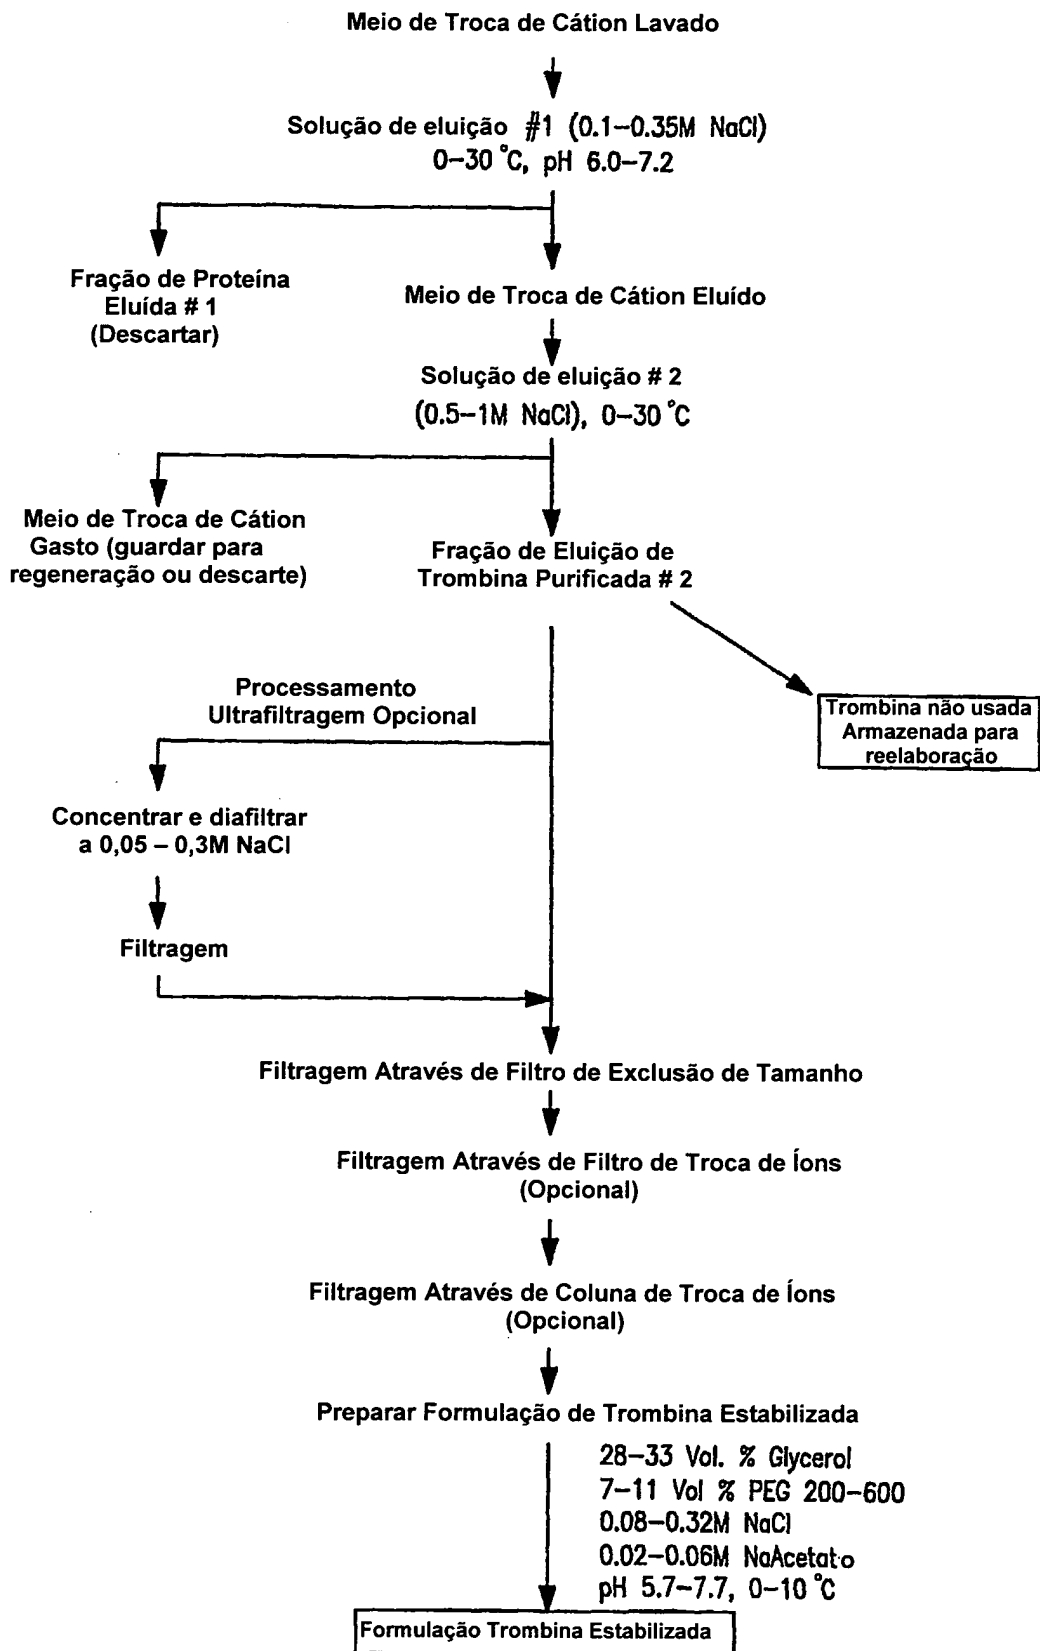 Meio de Troca de Cátion Lavado
Solução de eluição #1 (0.1–0.35M NaCl)
0–30 °C, pH 6.0–7.2
Fração de Proteína
Eluída # 1
(Descartar)
Meio de Troca de Cátion Eluído
Solução de eluição # 2
(0.5–1M NaCl), 0–30 °C
Meio de Troca de Cátion
Gasto (guardar para
regeneração ou descarte)
Fração de Eluição de
Trombina Purificada # 2
Trombina não usada
Armazenada para
reelaboração
Processamento
Ultrafiltragem Opcional
Concentrar e diafiltrar
a 0,05 – 0,3M NaCl
Filtragem
Filtragem Através de Filtro de Exclusão de Tamanho
Filtragem Através de Filtro de Troca de Íons
(Opcional)
Filtragem Através de Coluna de Troca de Íons
(Opcional)
Preparar Formulação de Trombina Estabilizada
28–33 Vol. % Glycerol
7–11 Vol % PEG 200–600
0.08–0.32M NaCl
0.02–0.06M NaAcetato
pH 5.7–7.7, 0–10 °C
Formulação Trombina Estabilizada